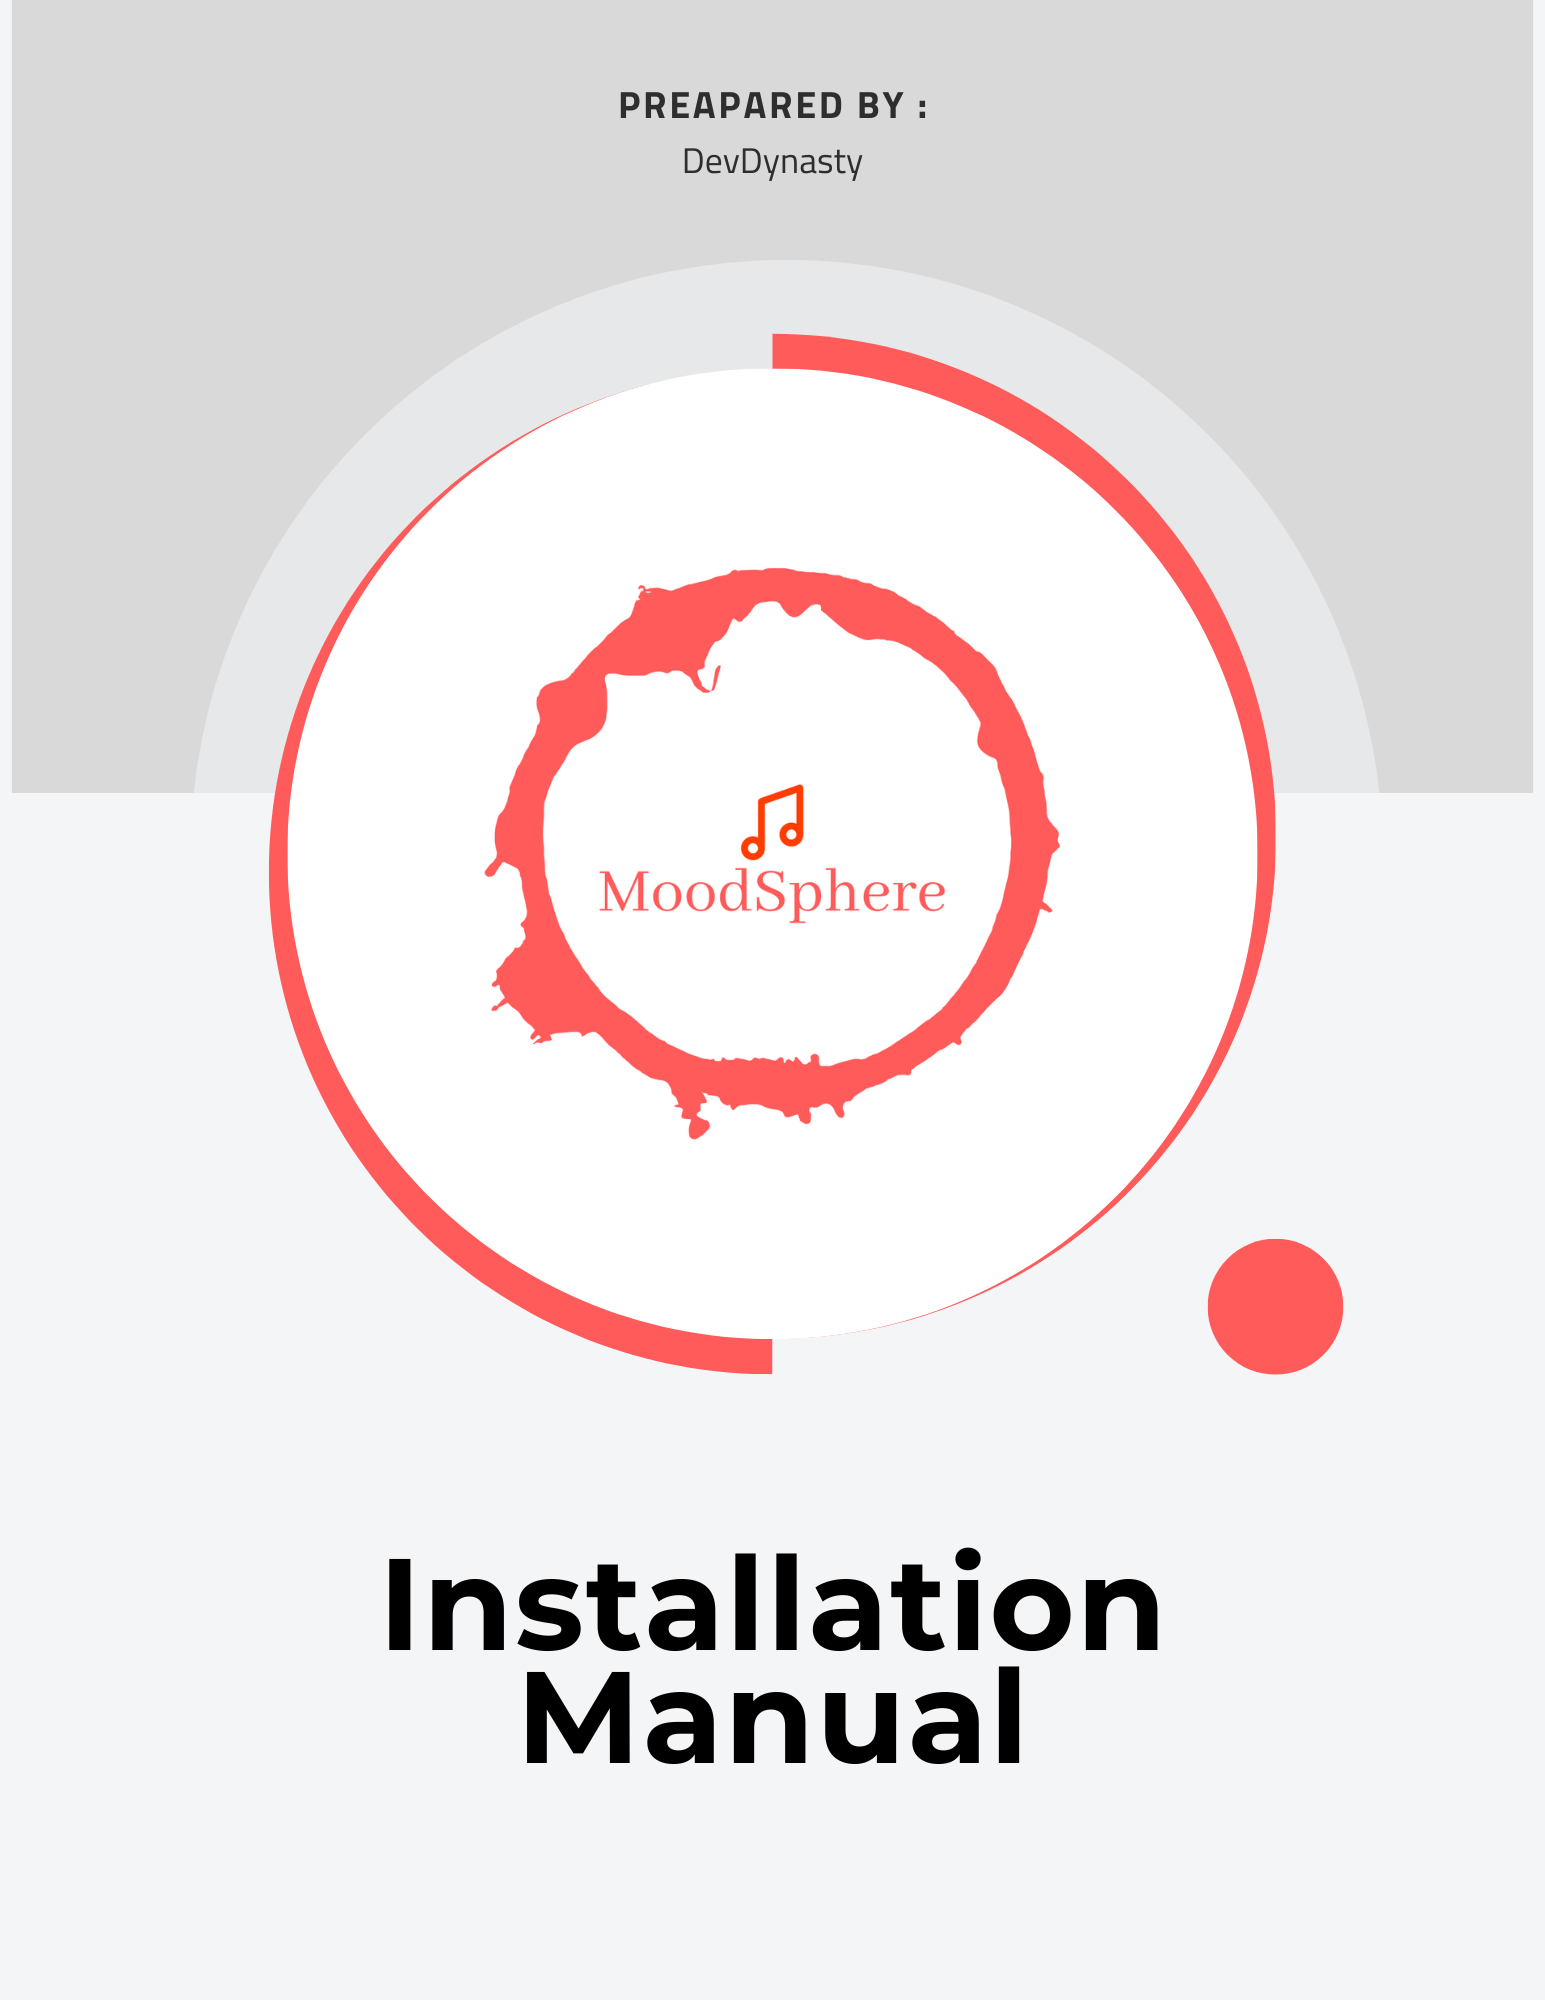 PREAPARED BY :
DevDynasty
MoodSphere
Installation
Manual